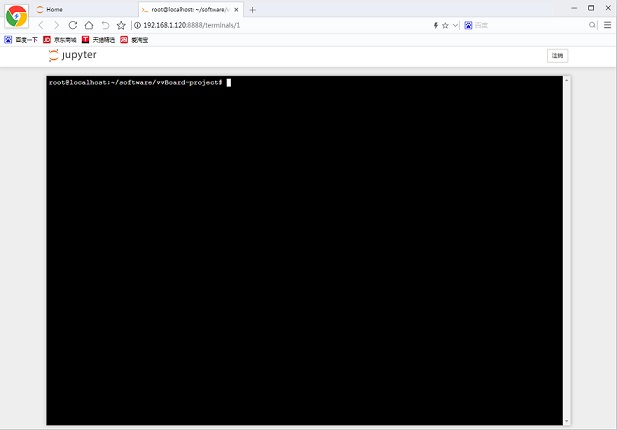 Home
root@localhost: ~/software/v
192.168.1.120:8888/terminals/1
百度
百度一下
京东商城
天猫精选
爱淘宝
jupyter
注销
root@localhost:~/software/vvBoard-project$